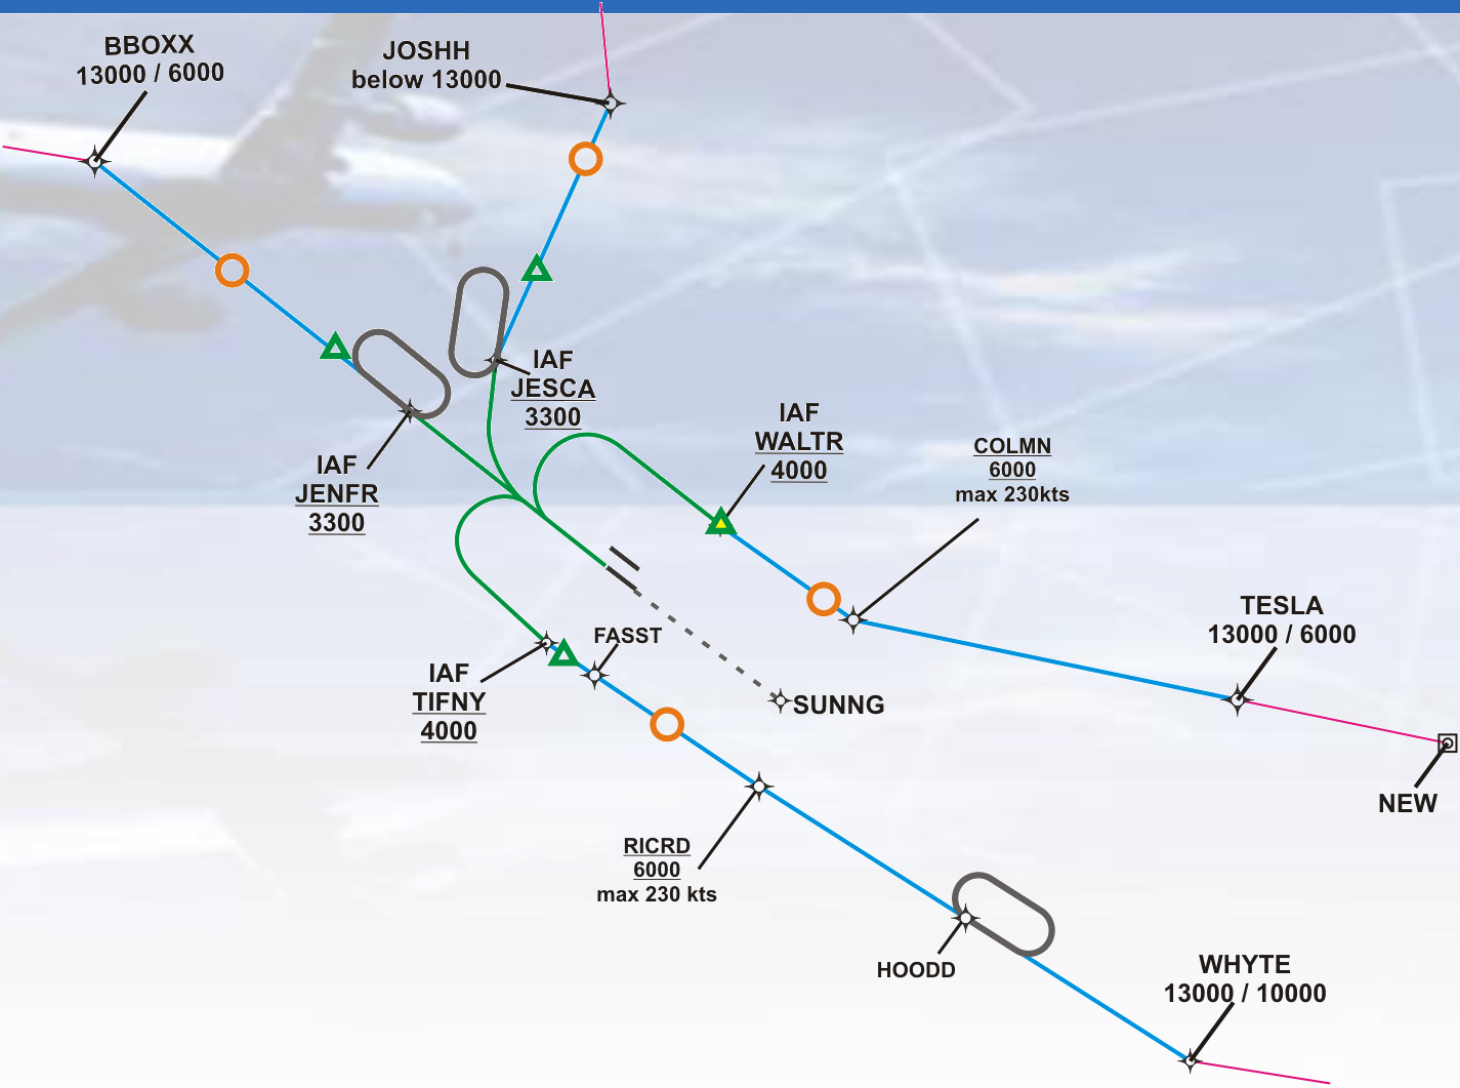 BBOXX
13000 / 6000
JOSHH
below 13000
IAF
JESCA
3300
IAF
WALTR
4000
COLMN
6000
max 230kts
IAF
JENFR
3300
TESLA
13000 / 6000
FASST
IAF
TIFNY
4000
SUNNG
NEW
RICRD
6000
max 230 kts
HOODD
WHYTE
13000 / 10000